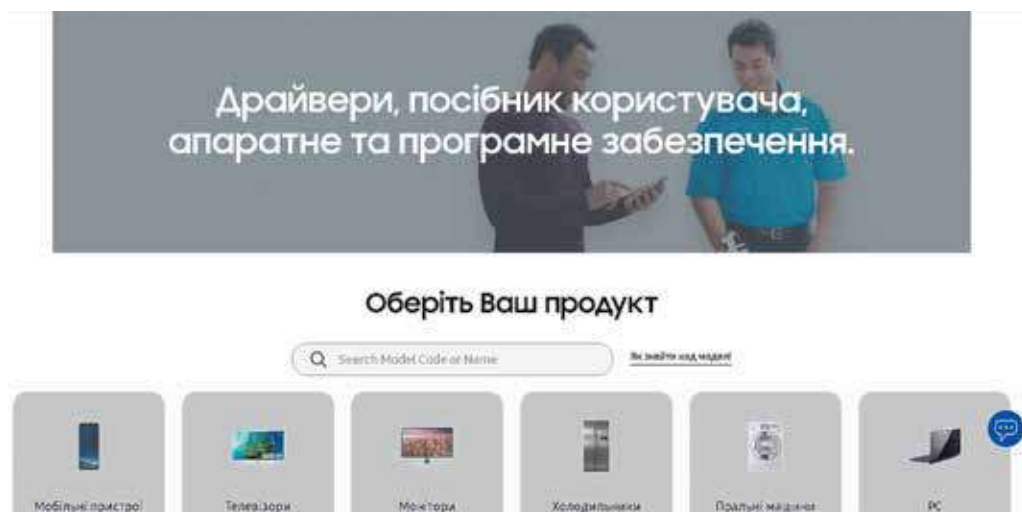 Драйвери, посібник користувача,
апаратне та програмне забезпечення.
Оберіть Ваш продукт
Search Model Code or Name
Як знайти код моделі
Мобільні пристрої
Телевізори
Монітори
Холодильники
Пральні машини
PC